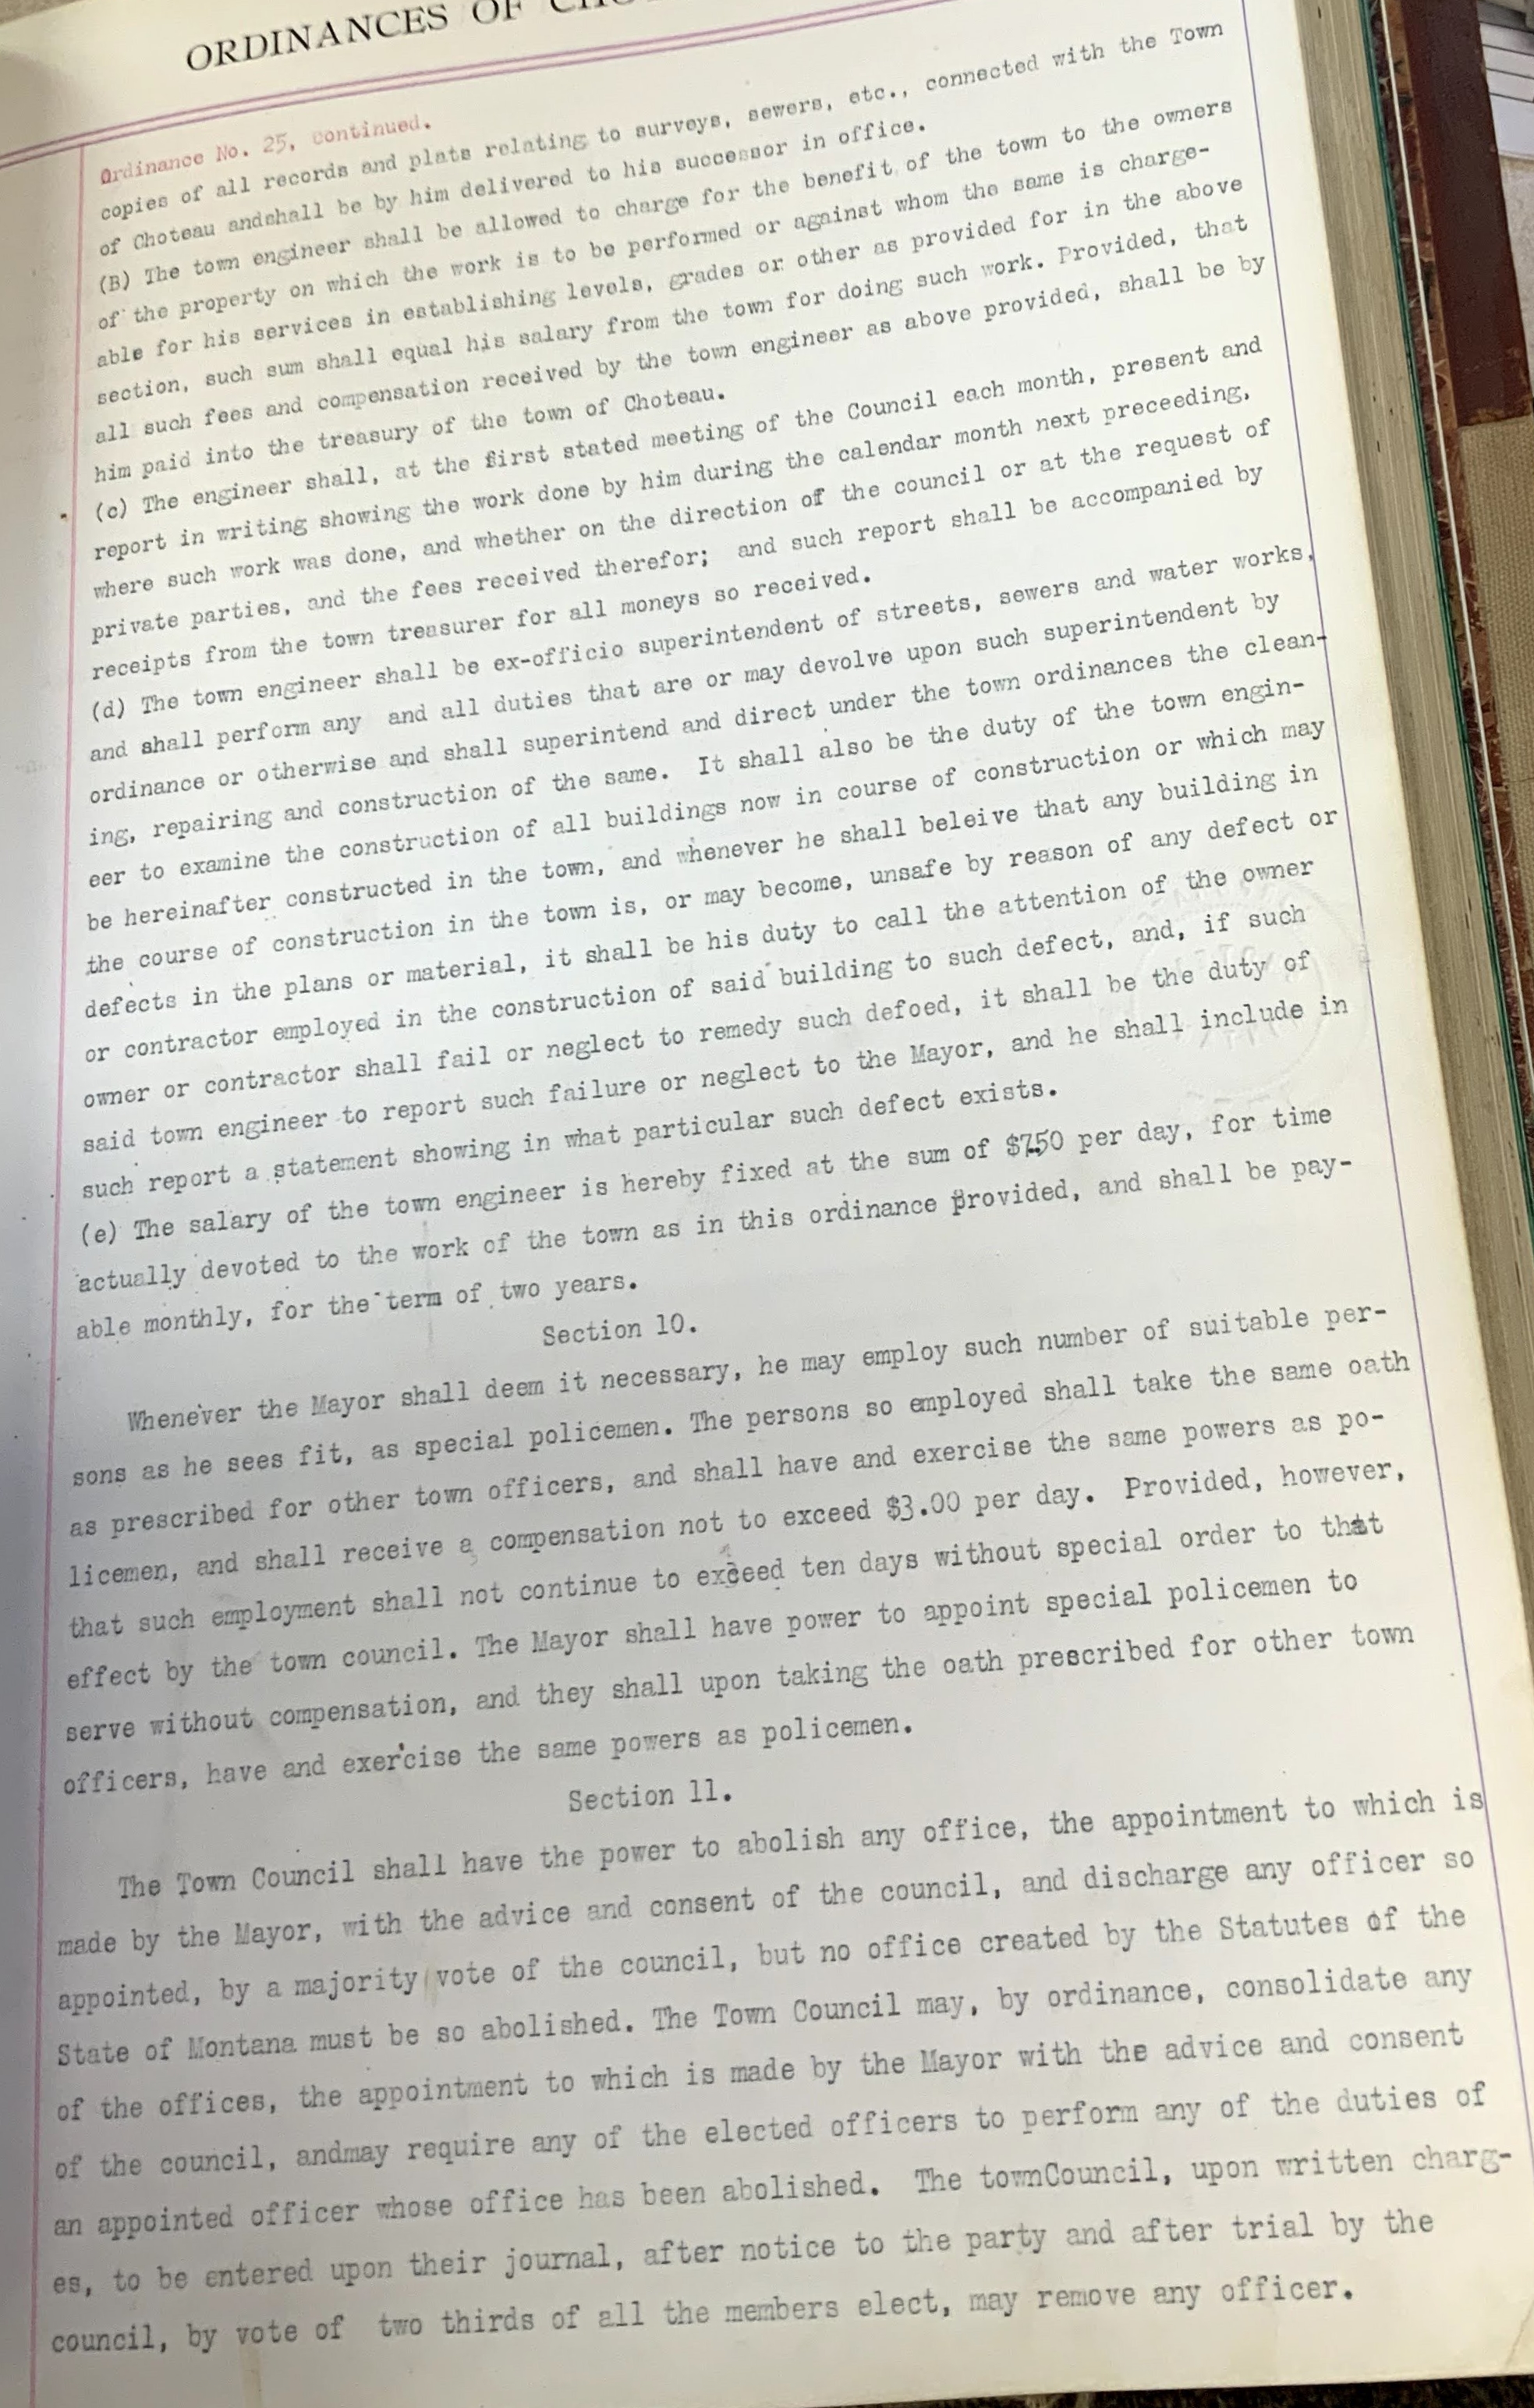 ORDINANCES OF
Ordinance No. 25, continued.
copies of all records and plats relating to surveys, sewers, etc., connected with the Town
of Choteau andshall be by him delivered to his successor in office.
(B) The town engineer shall be allowed to charge for the benefit of the town to the owners
of the property on which the work is to be performed or against whom the same is charge-
able for his services in establishing levels, grades or other as provided for in the above
section, such sum shall equal his salary from the town for doing such work. Provided, that
all such fees and compensation received by the town engineer as above provided, shall be by
him paid into the treasury of the town of Choteau.
(c) The engineer shall, at the first stated meeting of the Council each month, present and
report in writing showing the work done by him during the calendar month next preceeding,
where such work was done, and whether on the direction of the council or at the request of
private parties, and the fees received therefor; and such report shall be accompanied by
receipts from the town treasurer for all moneys so received.
(d) The town engineer shall be ex-officio superintendent of streets, sewers and water works,
and shall perform any and all duties that are or may devolve upon such superintendent by
ordinance or otherwise and shall superintend and direct under the town ordinances the clean-
ing, repairing and construction of the same. It shall also be the duty of the town engin-
eer to examine the construction of all buildings now in course of construction or which may
be hereinafter constructed in the town, and whenever he shall beleive that any building in
the course of construction in the town is, or may become, unsafe by reason of any defect or
defects in the plans or material, it shall be his duty to call the attention of the owner
or contractor employed in the construction of said building to such defect, and, if such
owner or contractor shall fail or neglect to remedy such defoed, it shall be the duty of
said town engineer to report such failure or neglect to the Mayor, and he shall include in
such report a statement showing in what particular such defect exists.
(e) The salary of the town engineer is hereby fixed at the sum of $7.50 per day, for time
actually devoted to the work of the town as in this ordinance provided, and shall be pay-
able monthly, for the term of two years.
Section 10.
Whenever the Mayor shall deem it necessary, he may employ such number of suitable per-
sons as he sees fit, as special policemen. The persons so employed shall take the same oath
as prescribed for other town officers, and shall have and exercise the same powers as po-
licemen, and shall receive a compensation not to exceed $3.00 per day. Provided, however,
that such employment shall not continue to exceed ten days without special order to that
effect by the town council. The Mayor shall have power to appoint special policemen to
serve without compensation, and they shall upon taking the oath prescribed for other town
officers, have and exercise the same powers as policemen.
Section 11.
The Town Council shall have the power to abolish any office, the appointment to which is
made by the Mayor, with the advice and consent of the council, and discharge any officer so
appointed, by a majority vote of the council, but no office created by the Statutes of the
State of Montana must be so abolished. The Town Council may, by ordinance, consolidate any
of the offices, the appointment to which is made by the Mayor with the advice and consent
of the council, andmay require any of the elected officers to perform any of the duties of
an appointed officer whose office has been abolished. The townCouncil, upon written charg-
es, to be entered upon their journal, after notice to the party and after trial by the
council, by vote of two thirds of all the members elect, may remove any officer.